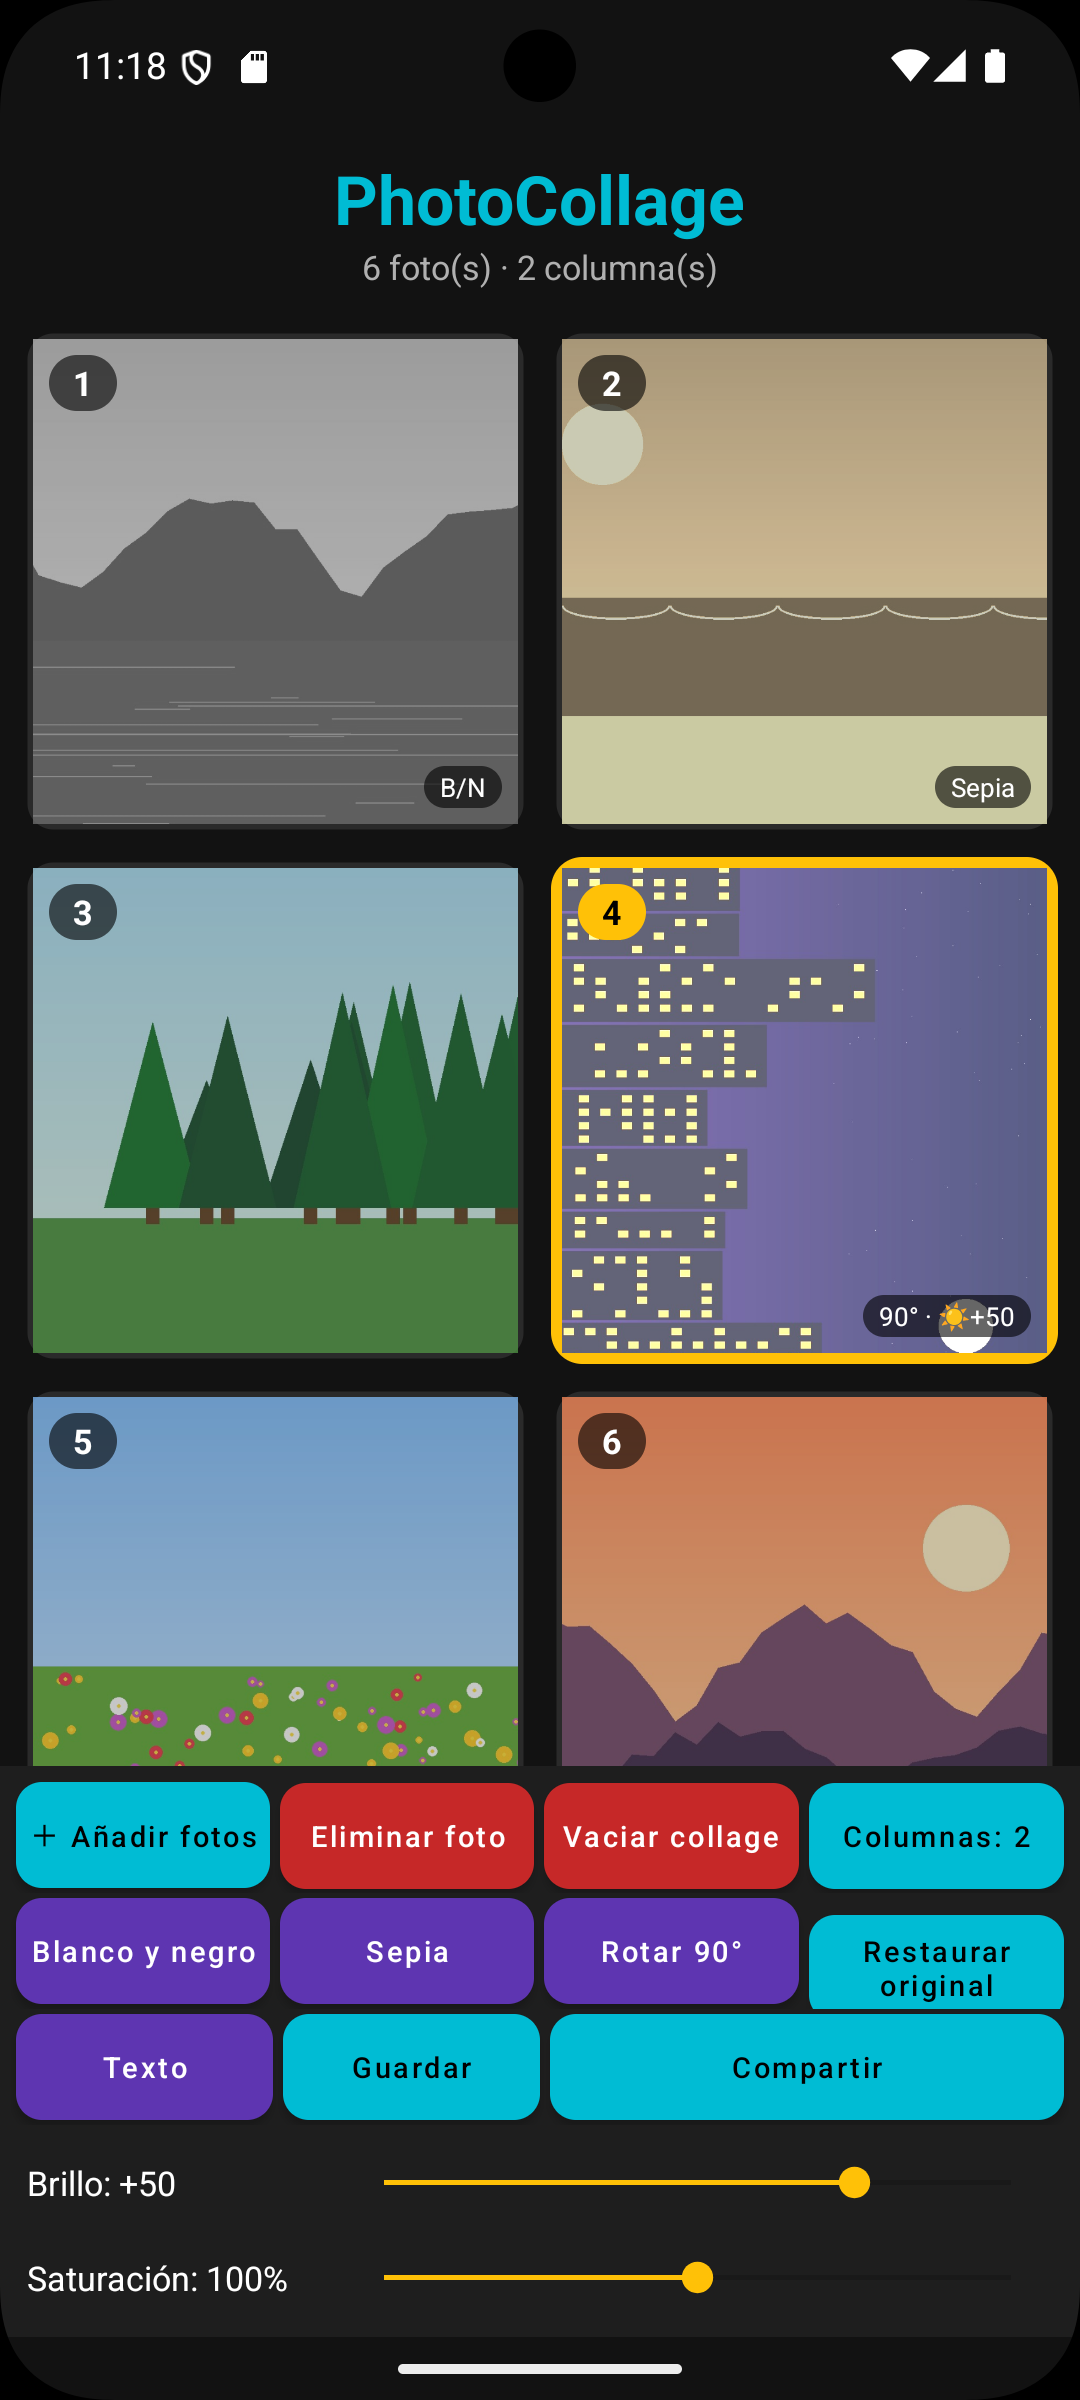 11:18
PhotoCollage
6 foto(s) · 2 columna(s)
1
2
B/N
Sepia
3
4
90° · ☀️+50
5
6
+ Añadir fotos
Eliminar foto
Vaciar collage
Columnas: 2
Blanco y negro
Sepia
Rotar 90°
Restaurar
original
Texto
Guardar
Compartir
Brillo: +50
Saturación: 100%